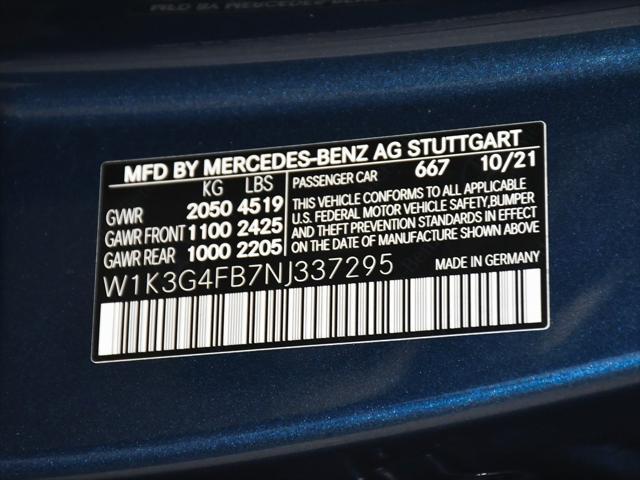 MFD BY MERCEDES-BENZ AG STUTTGART
KG LBS
GVWR 2050 4519
GAWR FRONT 1100 2425
GAWR REAR 1000 2205
PASSENGER CAR 667 10/21
THIS VEHICLE CONFORMS TO ALL APPLICABLE
U.S. FEDERAL MOTOR VEHICLE SAFETY,BUMPER
AND THEFT PREVENTION STANDARDS IN EFFECT
ON THE DATE OF MANUFACTURE SHOWN ABOVE.
W1K3G4FB7NJ337295
MADE IN GERMANY